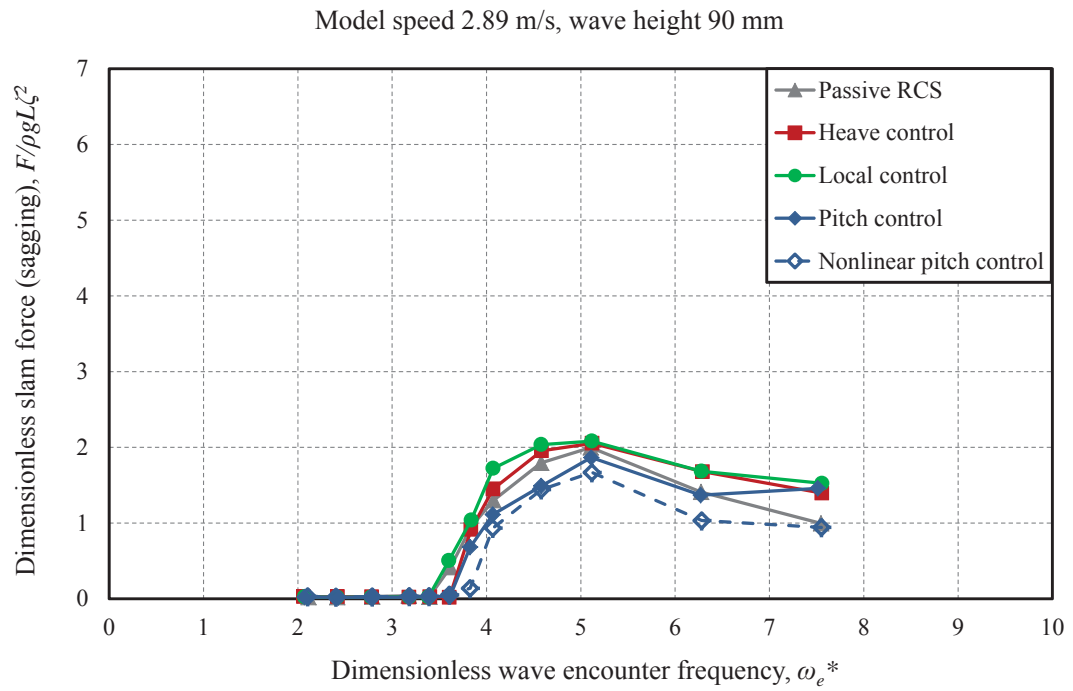 Model speed 2.89 m/s, wave height 90 mm
Dimensionless slam force (sagging), F/ρgLζ²
7
6
5
4
3
2
1
0
Passive RCS
Heave control
Local control
Pitch control
Nonlinear pitch control
0 1 2 3 4 5 6 7 8 9 10
Dimensionless wave encounter frequency, ωₑ*